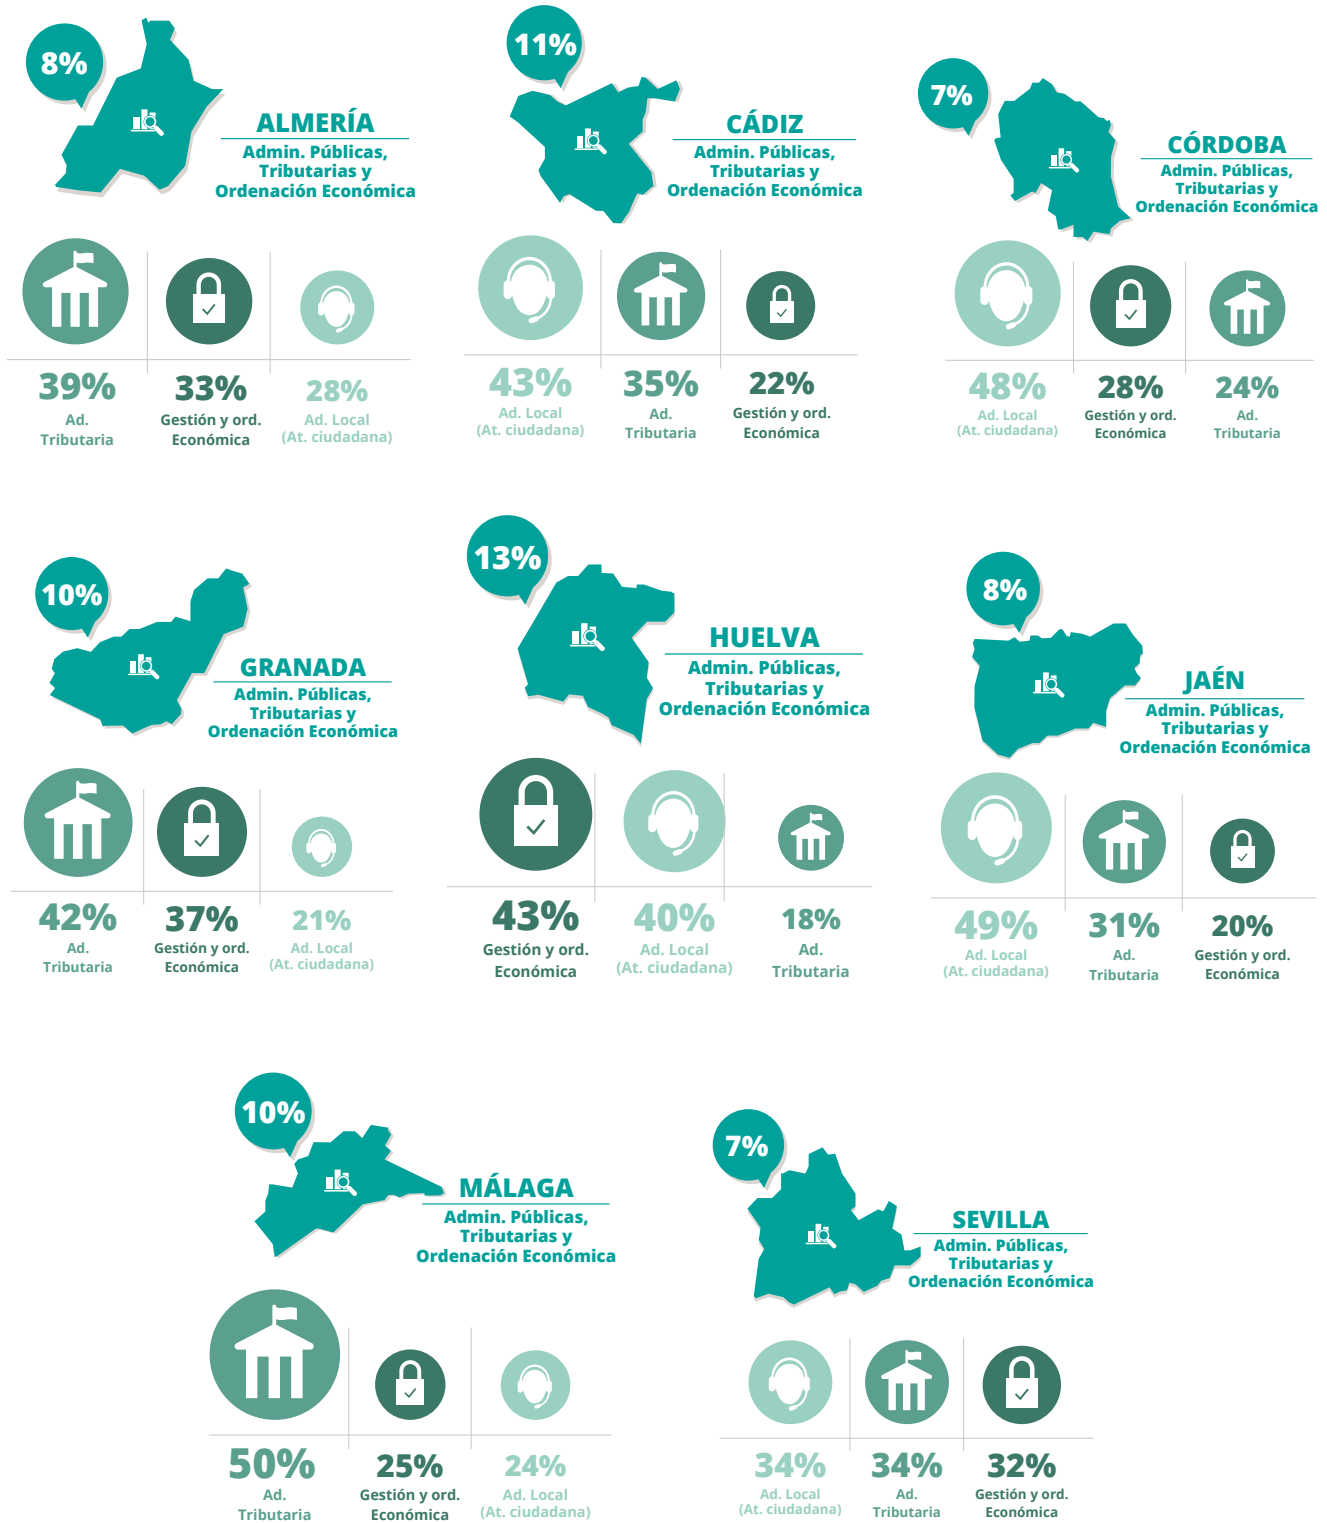 8%
ALMERÍA
Admin. Públicas,
Tributarias y
Ordenación Económica
39%
Ad.
Tributaria
33%
Gestión y ord.
Económica
28%
Ad. Local
(At. ciudadana)
11%
CÁDIZ
Admin. Públicas,
Tributarias y
Ordenación Económica
43%
Ad. Local
(At. ciudadana)
35%
Ad.
Tributaria
22%
Gestión y ord.
Económica
7%
CÓRDOBA
Admin. Públicas,
Tributarias y
Ordenación Económica
48%
Ad. Local
(At. ciudadana)
28%
Gestión y ord.
Económica
24%
Ad.
Tributaria
10%
GRANADA
Admin. Públicas,
Tributarias y
Ordenación Económica
42%
Ad.
Tributaria
37%
Gestión y ord.
Económica
21%
Ad. Local
(At. ciudadana)
13%
HUELVA
Admin. Públicas,
Tributarias y
Ordenación Económica
43%
Gestión y ord.
Económica
40%
Ad. Local
(At. ciudadana)
18%
Ad.
Tributaria
8%
JAÉN
Admin. Públicas,
Tributarias y
Ordenación Económica
49%
Ad. Local
(At. ciudadana)
31%
Ad.
Tributaria
20%
Gestión y ord.
Económica
10%
MÁLAGA
Admin. Públicas,
Tributarias y
Ordenación Económica
50%
Ad.
Tributaria
25%
Gestión y ord.
Económica
24%
Ad. Local
(At. ciudadana)
7%
SEVILLA
Admin. Públicas,
Tributarias y
Ordenación Económica
34%
Ad. Local
(At. ciudadana)
34%
Ad.
Tributaria
32%
Gestión y ord.
Económica